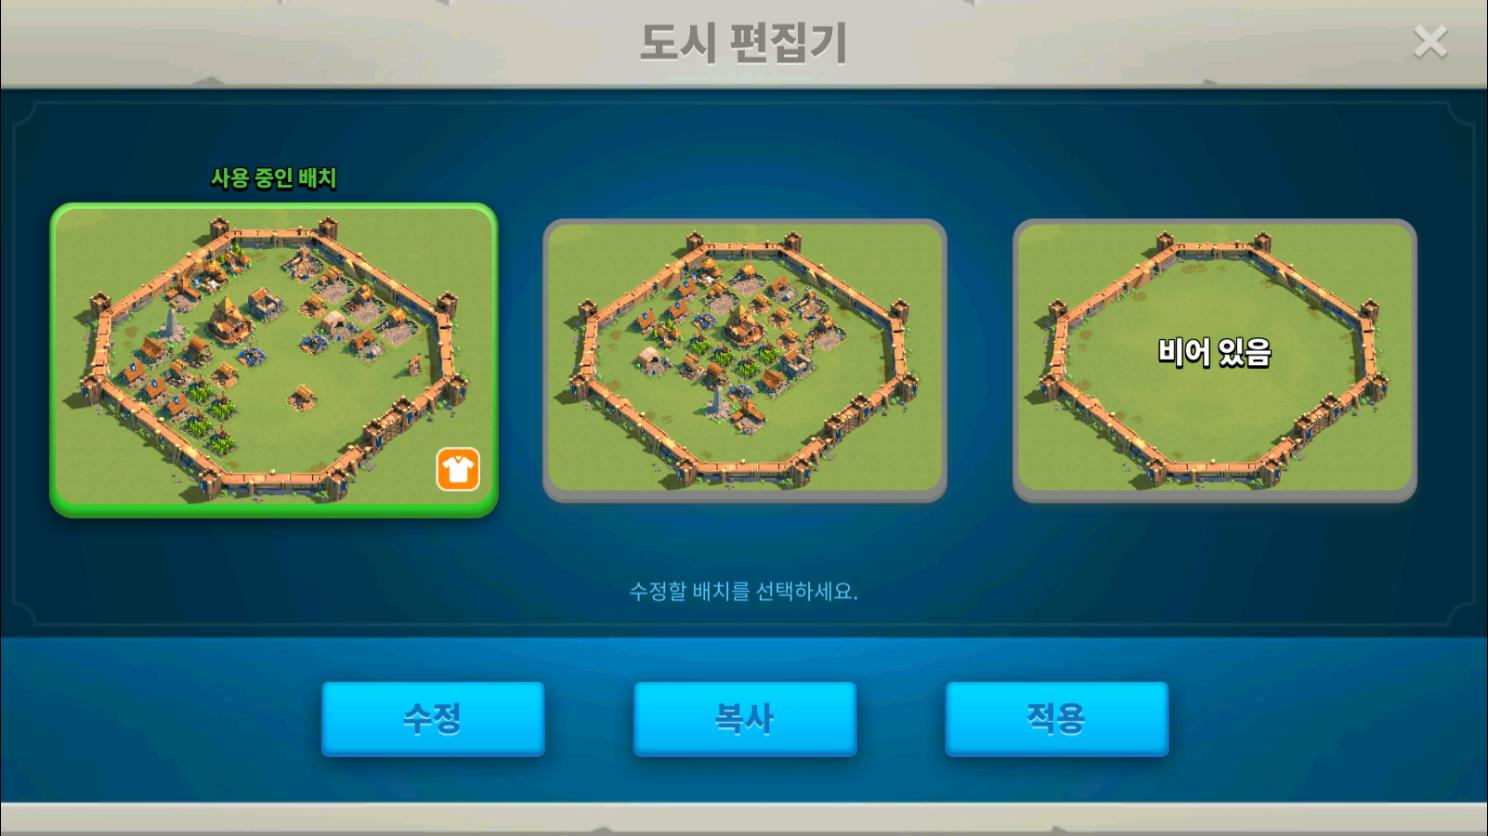 도시 편집기
사용 중인 배치
비어 있음
수정할 배치를 선택하세요.
수정
복사
적용